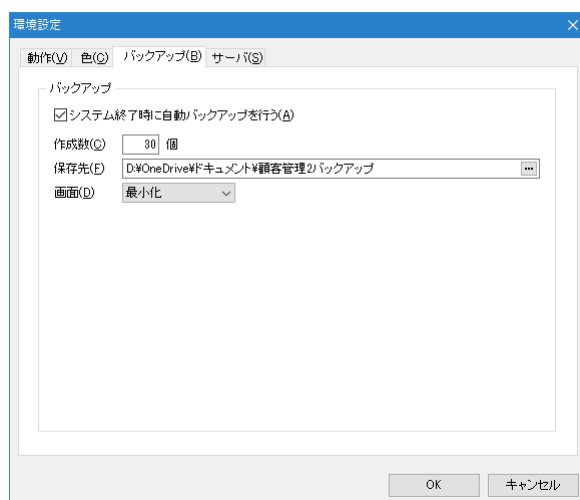 環境設定
動作(V) 色(C) バックアップ(B) サーバ(S)
バックアップ
システム終了時に自動バックアップを行う(A)
作成数(C) 30 個
保存先(F) D:¥OneDrive¥ドキュメント¥顧客管理2バックアップ ...
画面(D) 最小化
OK キャンセル